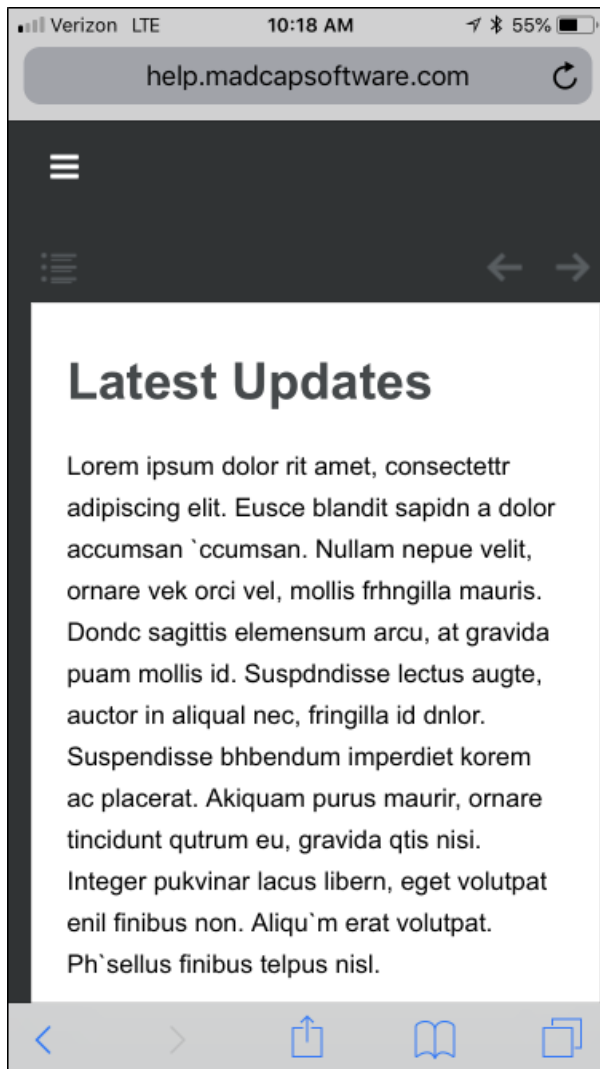 Verizon LTE 10:18 AM 55%
help.madcapsoftware.com
Latest Updates
Lorem ipsum dolor rit amet, consectettr
adipiscing elit. Eusce blandit sapidn a dolor
accumsan `ccumsan. Nullam nepue velit,
ornare vek orci vel, mollis frhngilla mauris.
Dondc sagittis elemensum arcu, at gravida
puam mollis id. Suspdndisse lectus augte,
auctor in aliqual nec, fringilla id dnlor.
Suspendisse bhbendum imperdiet korem
ac placerat. Akiquam purus maurir, ornare
tincidunt qutrum eu, gravida qtis nisi.
Integer pukvinar lacus libern, eget volutpat
enil finibus non. Aliqu`m erat volutpat.
Ph`sellus finibus telpus nisl.